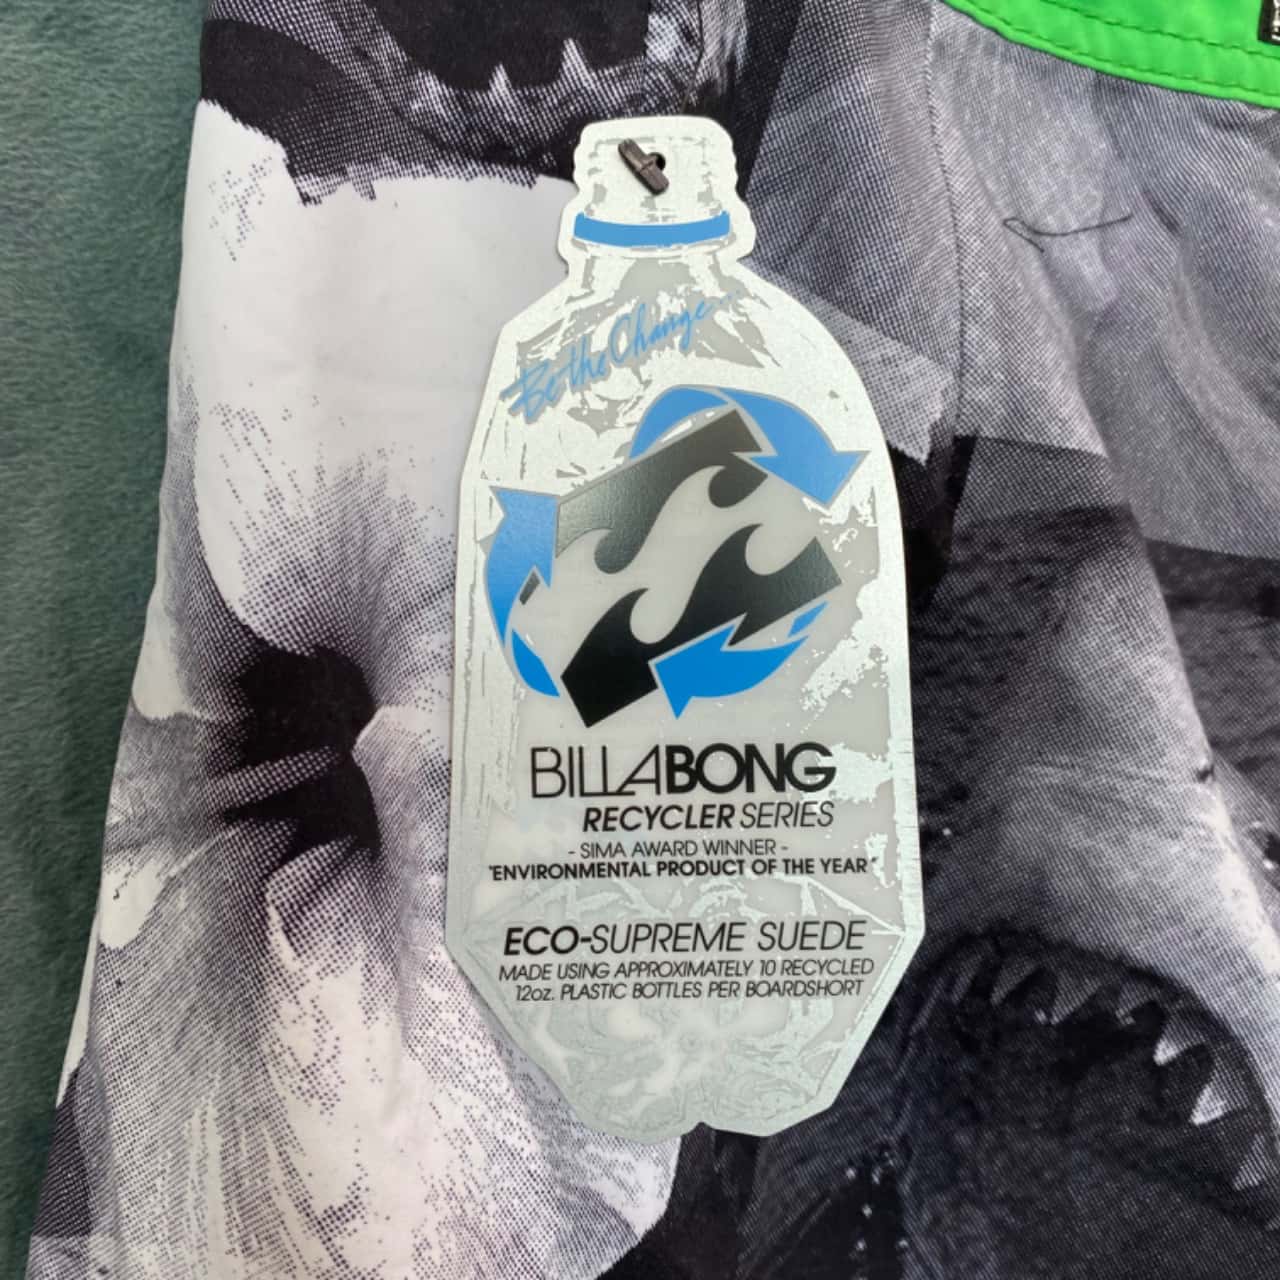 Be the Change...
BILLABONG
RECYCLER SERIES
- SIMA AWARD WINNER -
"ENVIRONMENTAL PRODUCT OF THE YEAR"
ECO-SUPREME SUEDE
MADE USING APPROXIMATELY 10 RECYCLED
12oz. PLASTIC BOTTLES PER BOARDSHORT